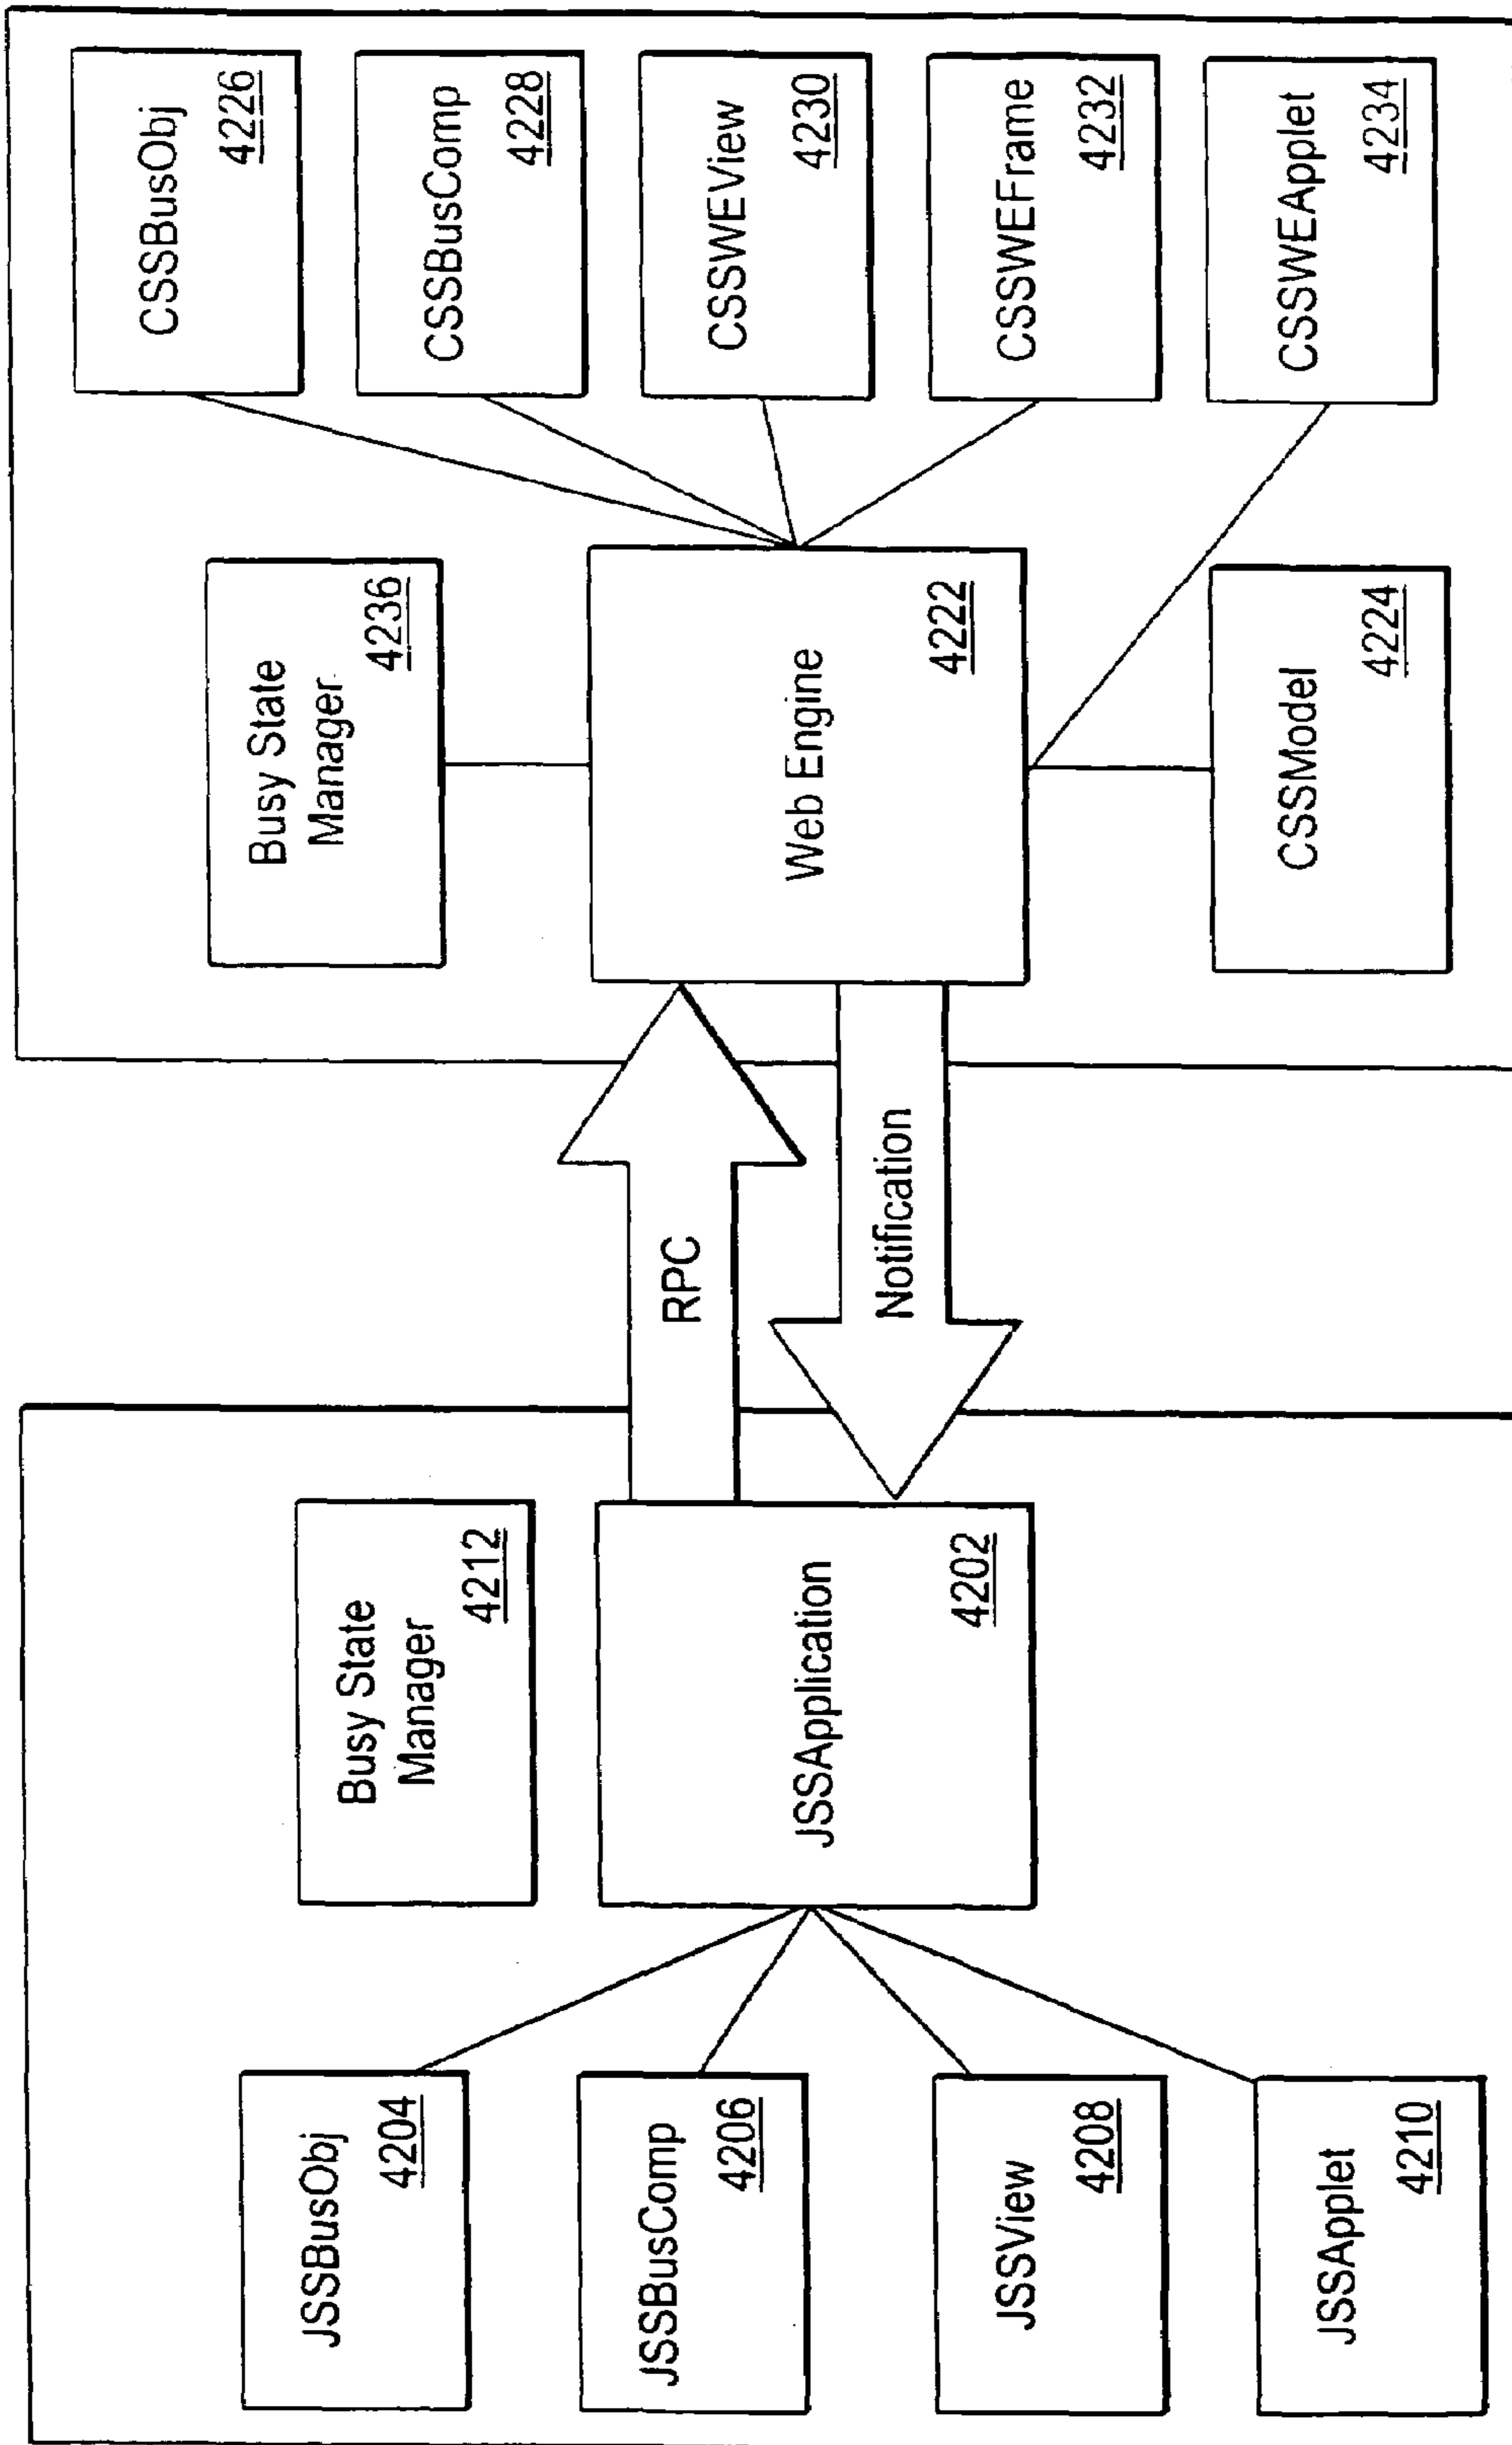 JSSBusObj
4204
JSSBusComp
4206
JSSView
4208
JSSApplet
4210
Busy State
Manager
4212
JSSApplication
4202
RPC
Notification
Busy State
Manager
4236
Web Engine
4222
CSSModel
4224
CSSBusObj
4226
CSSBusComp
4228
CSSWEView
4230
CSSWEFrame
4232
CSSWEApplet
4234